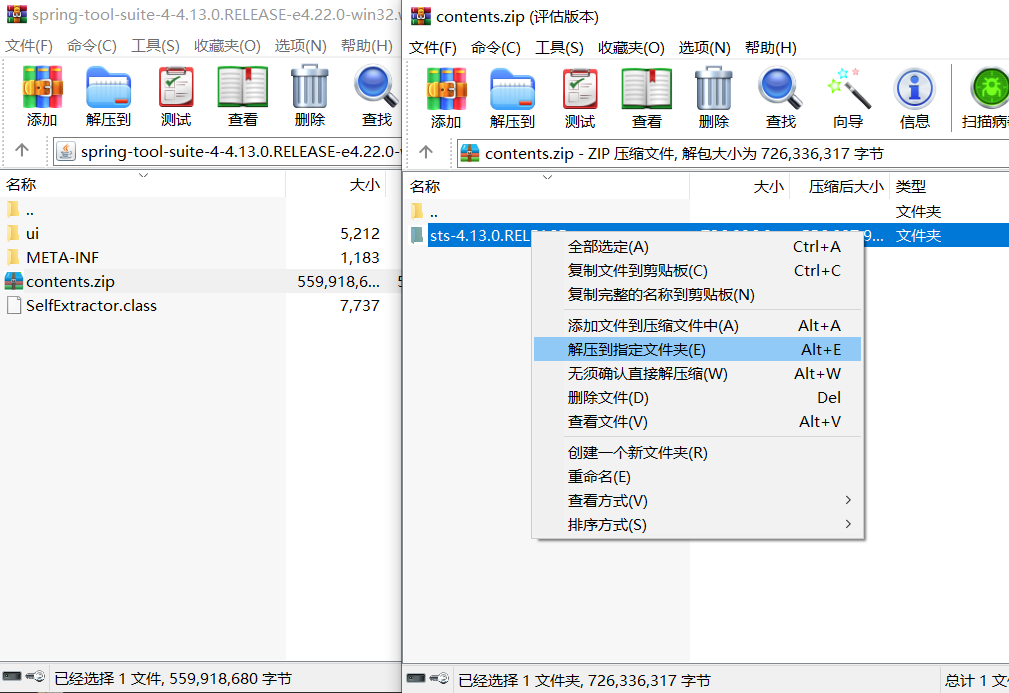 spring-tool-suite-4-4.13.0.RELEASE-e4.22.0-win32.w
文件(F) 命令(C) 工具(S) 收藏夹(O) 选项(N) 帮助(H)
添加 解压到 测试 查看 删除 查找
spring-tool-suite-4-4.13.0.RELEASE-e4.22.0-w
名称 大小
..
ui 5,212
META-INF 1,183
contents.zip 559,918,6... 5
SelfExtractor.class 7,737
已经选择 1 文件, 559,918,680 字节
contents.zip (评估版本)
文件(F) 命令(C) 工具(S) 收藏夹(O) 选项(N) 帮助(H)
添加 解压到 测试 查看 删除 查找 向导 信息 扫描病
contents.zip - ZIP 压缩文件, 解包大小为 726,336,317 字节
名称 大小 压缩后大小 类型
.. 文件夹
sts-4.13.0.RELEASE 文件夹
全部选定(A) Ctrl+A
复制文件到剪贴板(C) Ctrl+C
复制完整的名称到剪贴板(N)
添加文件到压缩文件中(A) Alt+A
解压到指定文件夹(E) Alt+E
无须确认直接解压缩(W) Alt+W
删除文件(D) Del
查看文件(V) Alt+V
创建一个新文件夹(R)
重命名(E)
查看方式(V)
排序方式(S)
已经选择 1 文件夹, 726,336,317 字节
总计 1 文